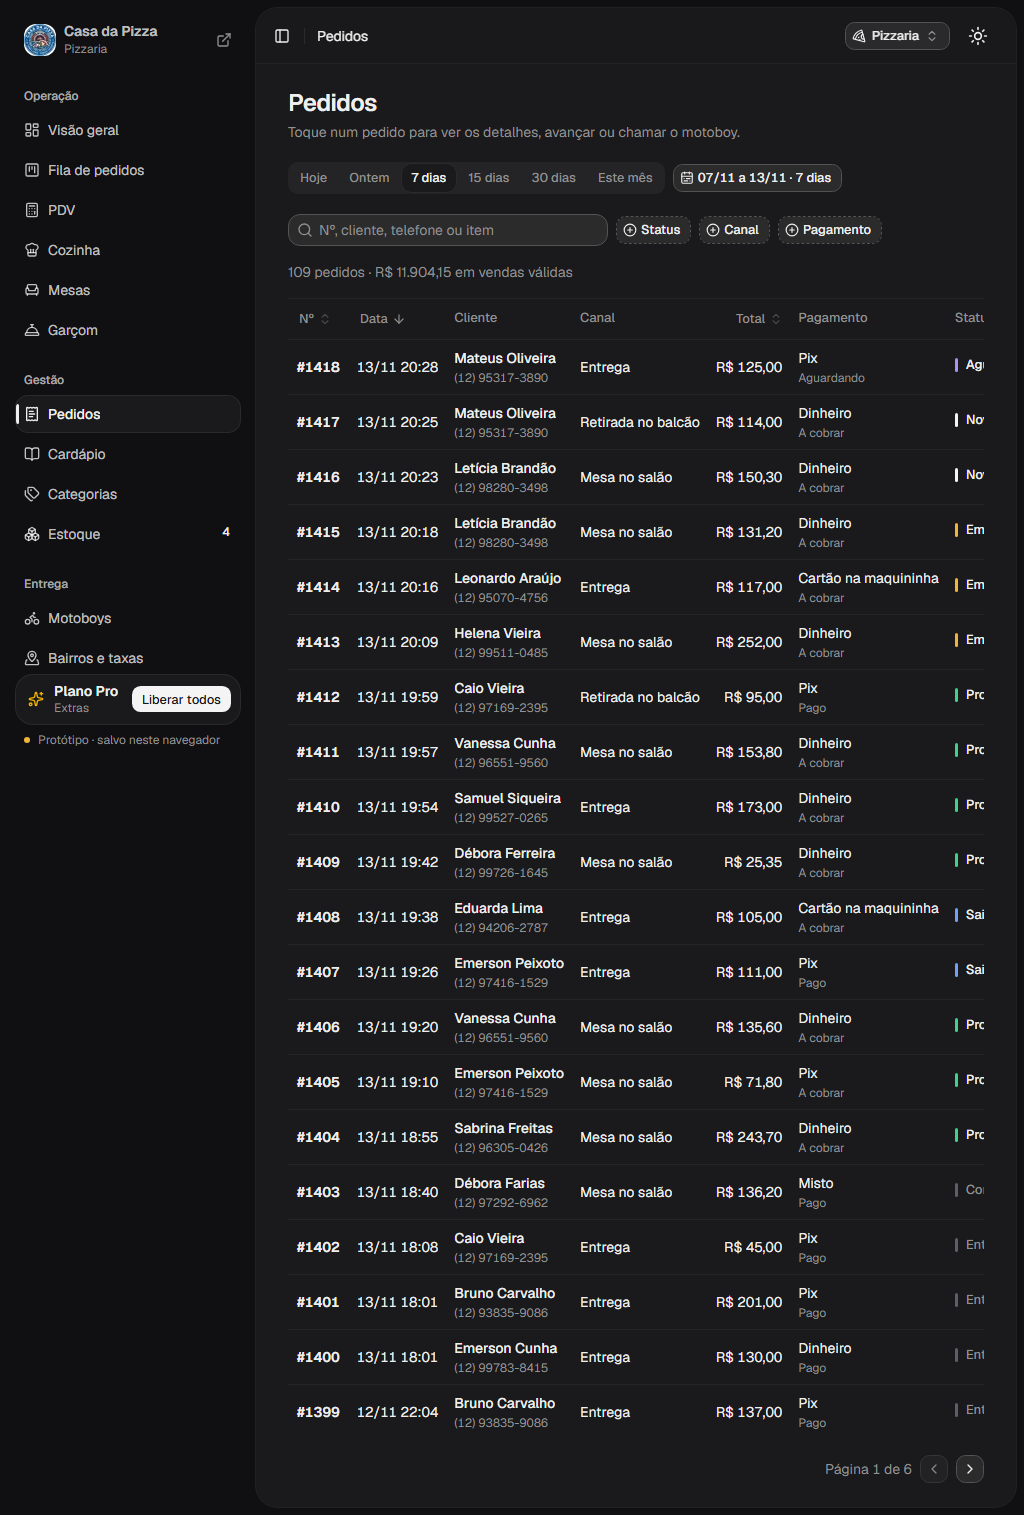 Casa da Pizza
Pizzaria
Operação
Visão geral
Fila de pedidos
PDV
Cozinha
Mesas
Garçom
Gestão
Pedidos
Cardápio
Categorias
Estoque 4
Entrega
Motoboys
Bairros e taxas
Plano Pro
Extras
Liberar todos
Protótipo · salvo neste navegador
Pedidos
Pizzaria
Pedidos
Toque num pedido para ver os detalhes, avançar ou chamar o motoboy.
Hoje Ontem 7 dias 15 dias 30 dias Este mês 07/11 a 13/11 · 7 dias
Nº, cliente, telefone ou item Status Canal Pagamento
109 pedidos · R$ 11.904,15 em vendas válidas
Nº Data Cliente Canal Total Pagamento Statu
#1418 13/11 20:28 Mateus Oliveira Entrega R$ 125,00 Pix Agu
(12) 95317-3890 Aguardando
#1417 13/11 20:25 Mateus Oliveira Retirada no balcão R$ 114,00 Dinheiro Nov
(12) 95317-3890 A cobrar
#1416 13/11 20:23 Letícia Brandão Mesa no salão R$ 150,30 Dinheiro Nov
(12) 98280-3498 A cobrar
#1415 13/11 20:18 Letícia Brandão Mesa no salão R$ 131,20 Dinheiro Em
(12) 98280-3498 A cobrar
#1414 13/11 20:16 Leonardo Araújo Entrega R$ 117,00 Cartão na maquininha Em
(12) 95070-4756 A cobrar
#1413 13/11 20:09 Helena Vieira Mesa no salão R$ 252,00 Dinheiro Em
(12) 99511-0485 A cobrar
#1412 13/11 19:59 Caio Vieira Retirada no balcão R$ 95,00 Pix Pro
(12) 97169-2395 Pago
#1411 13/11 19:57 Vanessa Cunha Mesa no salão R$ 153,80 Dinheiro Pro
(12) 96551-9560 A cobrar
#1410 13/11 19:54 Samuel Siqueira Entrega R$ 173,00 Dinheiro Pro
(12) 99527-0265 A cobrar
#1409 13/11 19:42 Débora Ferreira Mesa no salão R$ 25,35 Dinheiro Pro
(12) 99726-1645 A cobrar
#1408 13/11 19:38 Eduarda Lima Entrega R$ 105,00 Cartão na maquininha Sai
(12) 94206-2787 A cobrar
#1407 13/11 19:26 Emerson Peixoto Entrega R$ 111,00 Pix Sai
(12) 97416-1529 Pago
#1406 13/11 19:20 Vanessa Cunha Mesa no salão R$ 135,60 Dinheiro Pro
(12) 96551-9560 A cobrar
#1405 13/11 19:10 Emerson Peixoto Mesa no salão R$ 71,80 Pix Pro
(12) 97416-1529 A cobrar
#1404 13/11 18:55 Sabrina Freitas Mesa no salão R$ 243,70 Dinheiro Pro
(12) 96305-0426 A cobrar
#1403 13/11 18:40 Débora Farias Mesa no salão R$ 136,20 Misto Con
(12) 97292-6962 Pago
#1402 13/11 18:08 Caio Vieira Entrega R$ 45,00 Pix Ent
(12) 97169-2395 Pago
#1401 13/11 18:01 Bruno Carvalho Entrega R$ 201,00 Pix Ent
(12) 93835-9086 Pago
#1400 13/11 18:01 Emerson Cunha Entrega R$ 130,00 Dinheiro Ent
(12) 99783-8415 Pago
#1399 12/11 22:04 Bruno Carvalho Entrega R$ 137,00 Pix Ent
(12) 93835-9086 Pago
Página 1 de 6